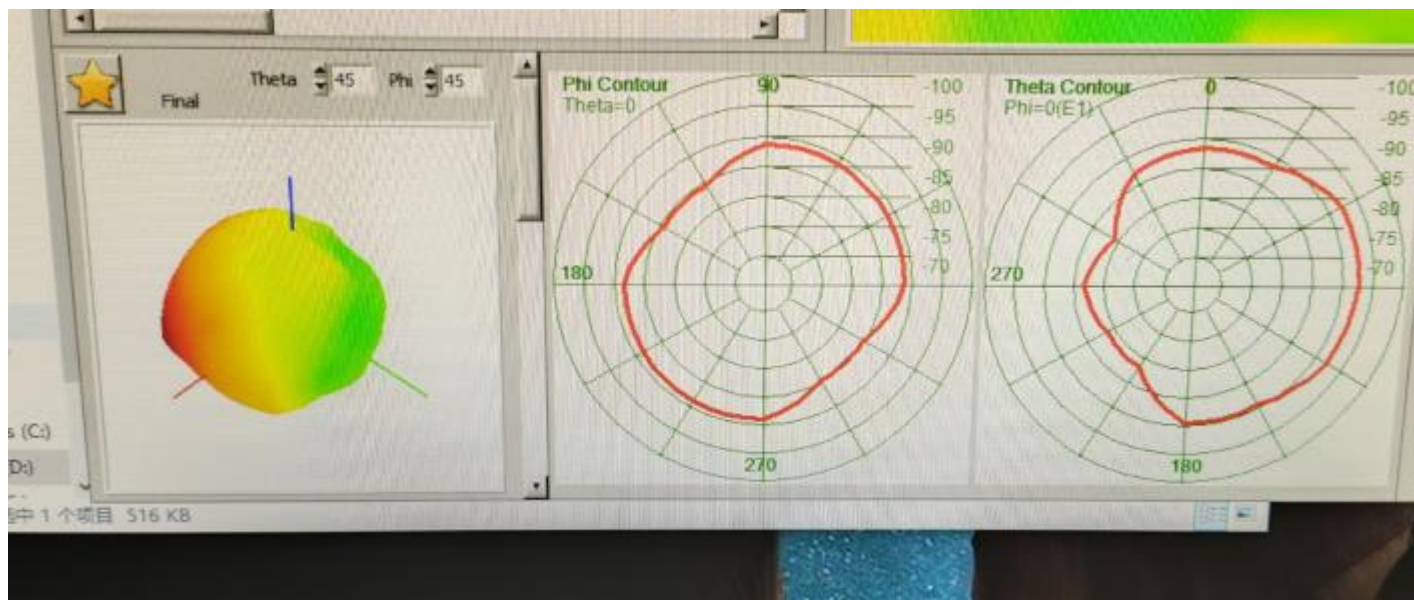 Theta 45 Phi 45
Final
Phi Contour
Theta=0
90
-100
-95
-90
-85
-80
-75
-70
180
270
Theta Contour
Phi=0(E1)
0
-100
-95
-90
-85
-80
-75
-70
270
180
s (C:)
D:)
中 1 个项目 516 KB